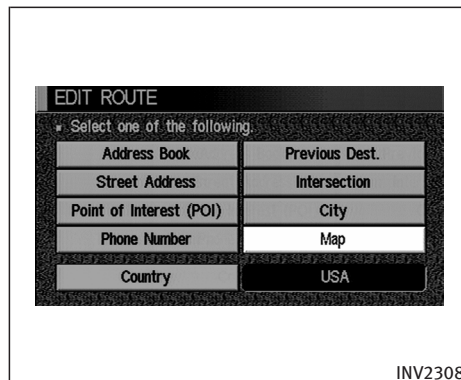 EDIT ROUTE
Select one of the following.
Address Book Previous Dest.
Street Address Intersection
Point of Interest (POI) City
Phone Number Map
Country USA
INV2308